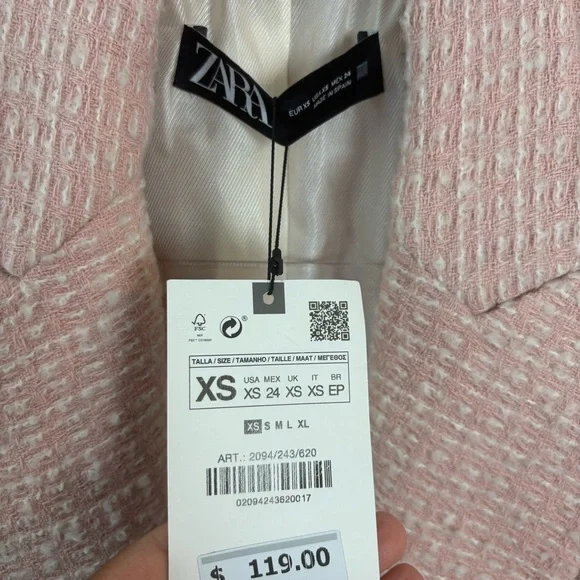 ZARA
EUR XS USA XS MEX 24
MADE IN SPAIN
FSC
®
TALLA / SIZE / TAMANHO / TAILLE / MAAT / ΜΕΓΕΘΟΣ
XS
USA MEX UK IT BR
XS 24 XS XS EP
XS S M L XL
ART.: 2094/243/620
02094243620017
$ 119.00